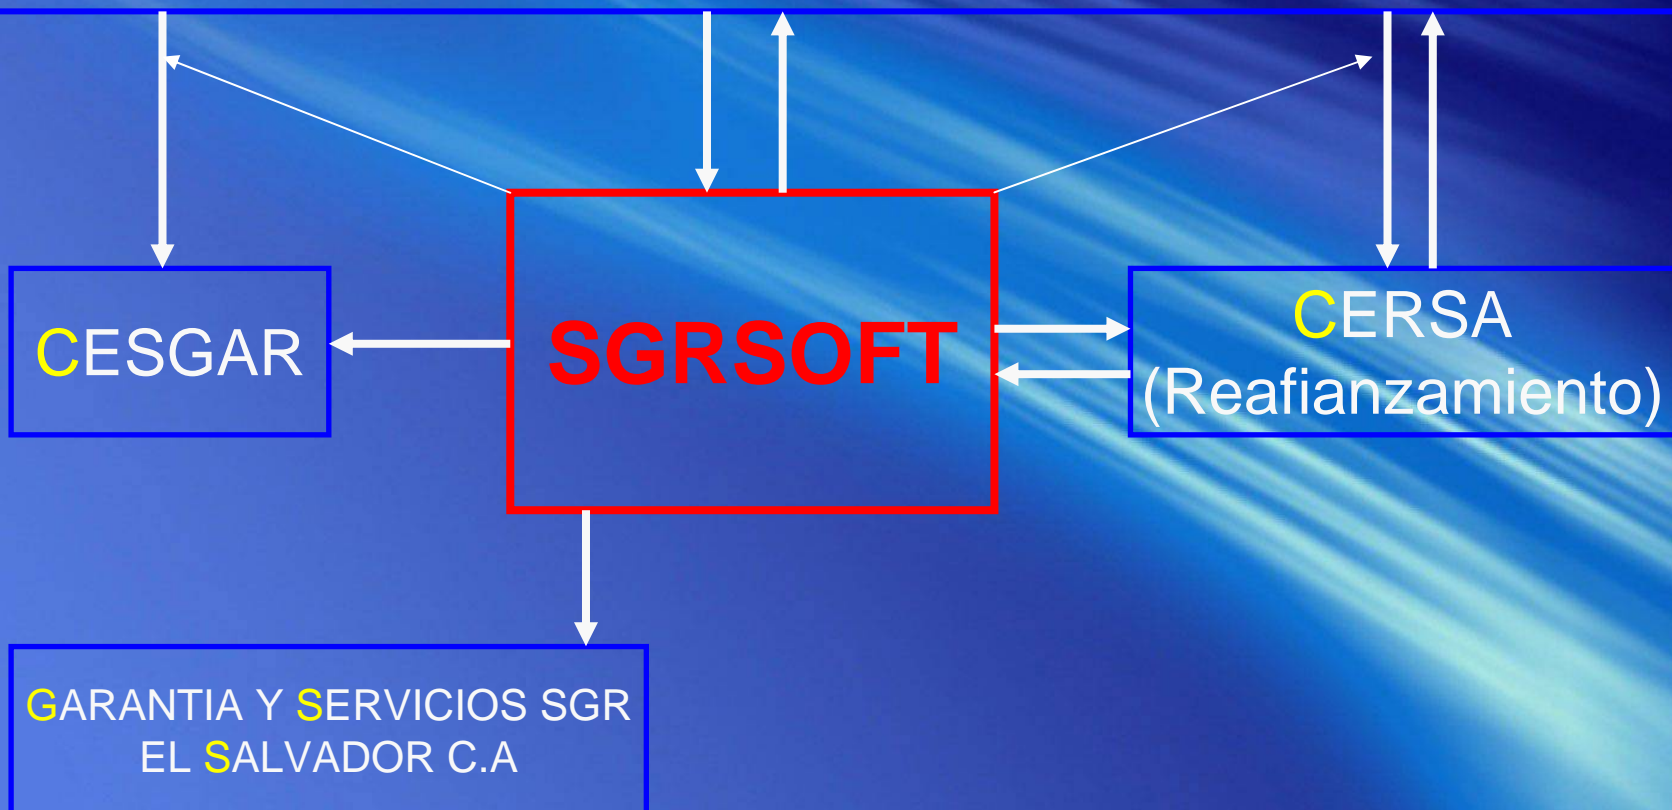 CESGAR
SGRSOFT
CERSA
(Reafianzamiento)
GARANTIA Y SERVICIOS SGR
EL SALVADOR C.A